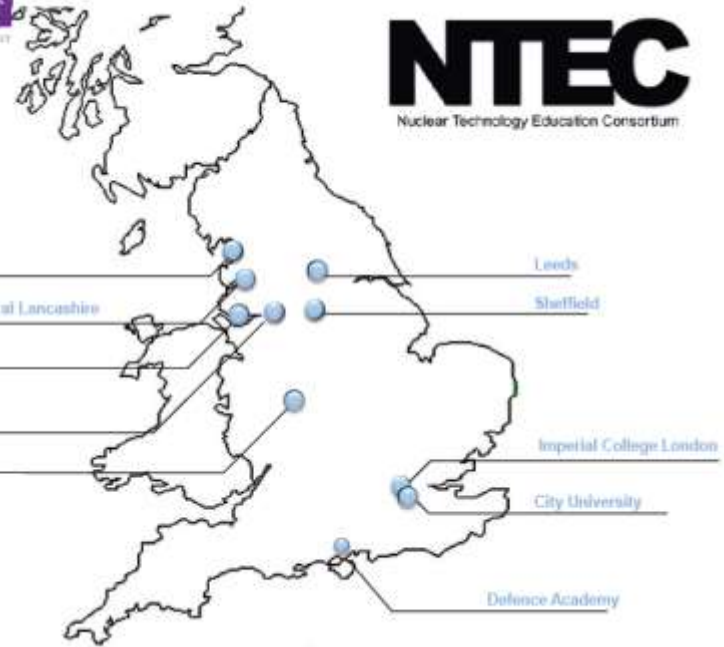 NTEC
Nuclear Technology Education Consortium
Leeds
al Lancashire
Sheffield
Imperial College London
City University
Defence Academy